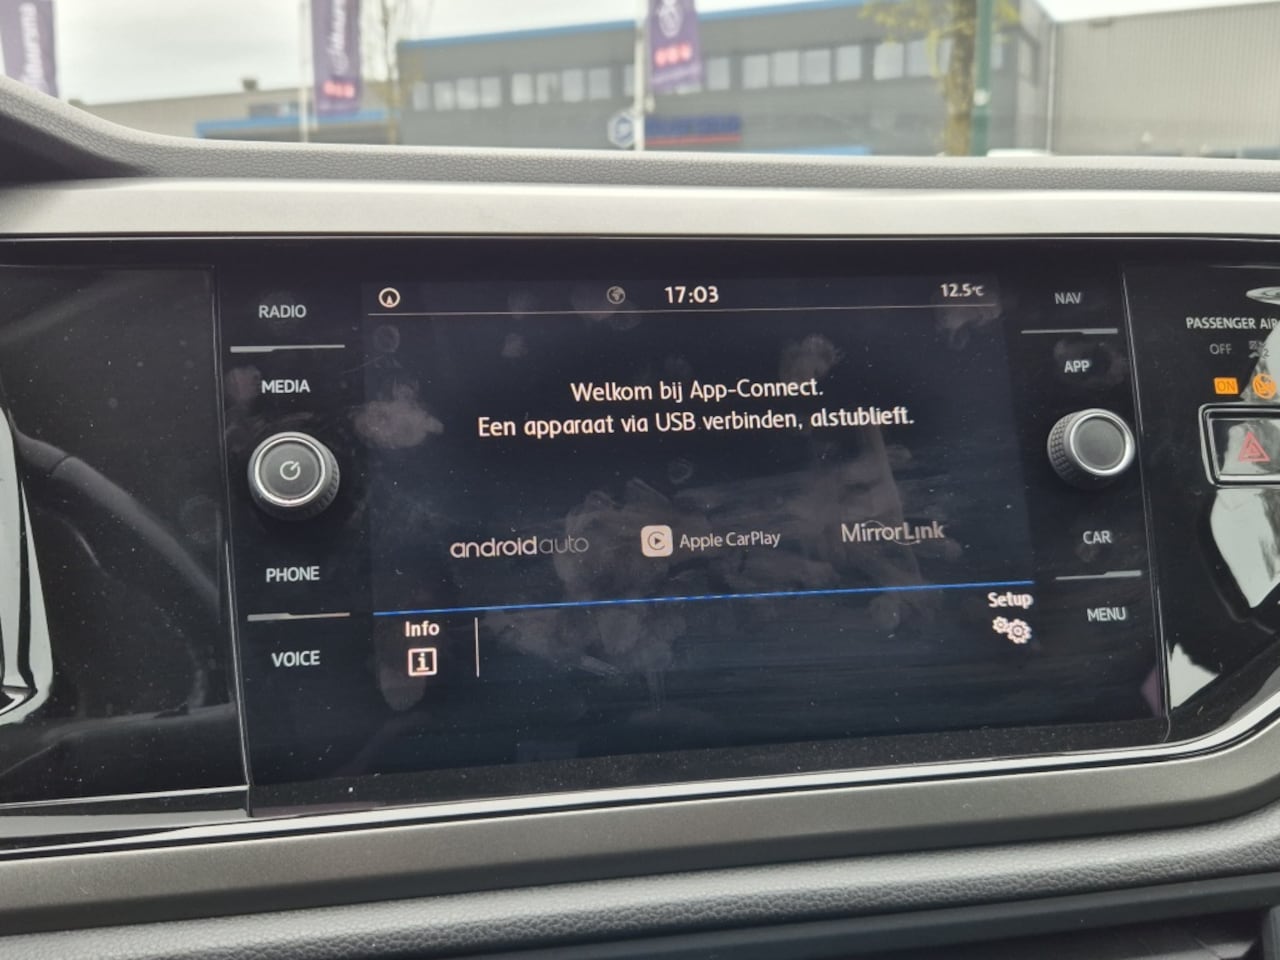 RADIO
MEDIA
PHONE
VOICE
17:03
12.5°C
Welkom bij App-Connect.
Een apparaat via USB verbinden, alstublieft.
androidauto
Apple CarPlay
MirrorLink
Info
i
Setup
NAV
APP
CAR
MENU
PASSENGER AI
OFF
ON